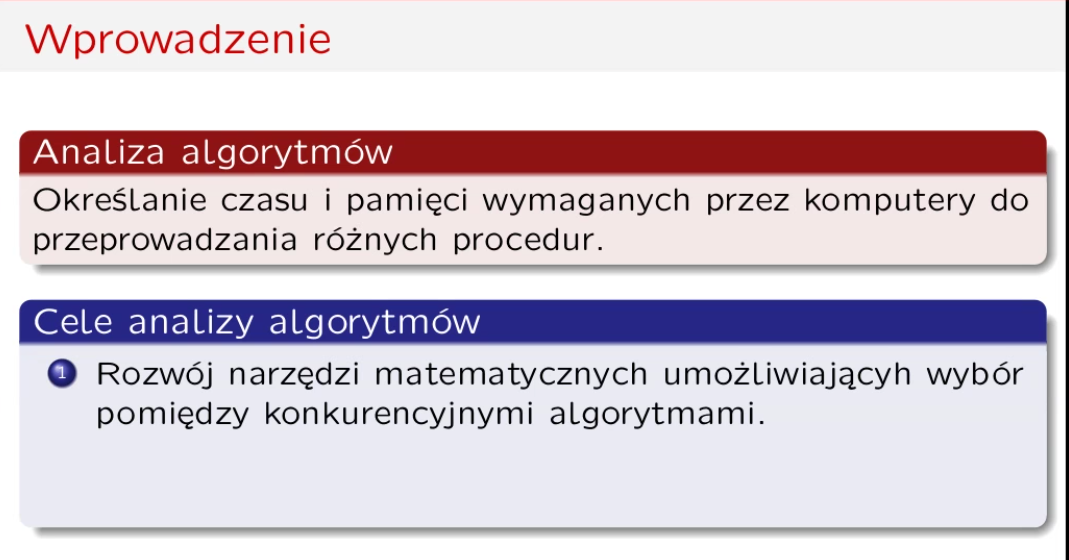 Wprowadzenie
Analiza algorytmów
Określanie czasu i pamięci wymaganych przez komputery do
przeprowadzania różnych procedur.
Cele analizy algorytmów
1 Rozwój narzędzi matematycznych umożliwiającyh wybór
pomiędzy konkurencyjnymi algorytmami.